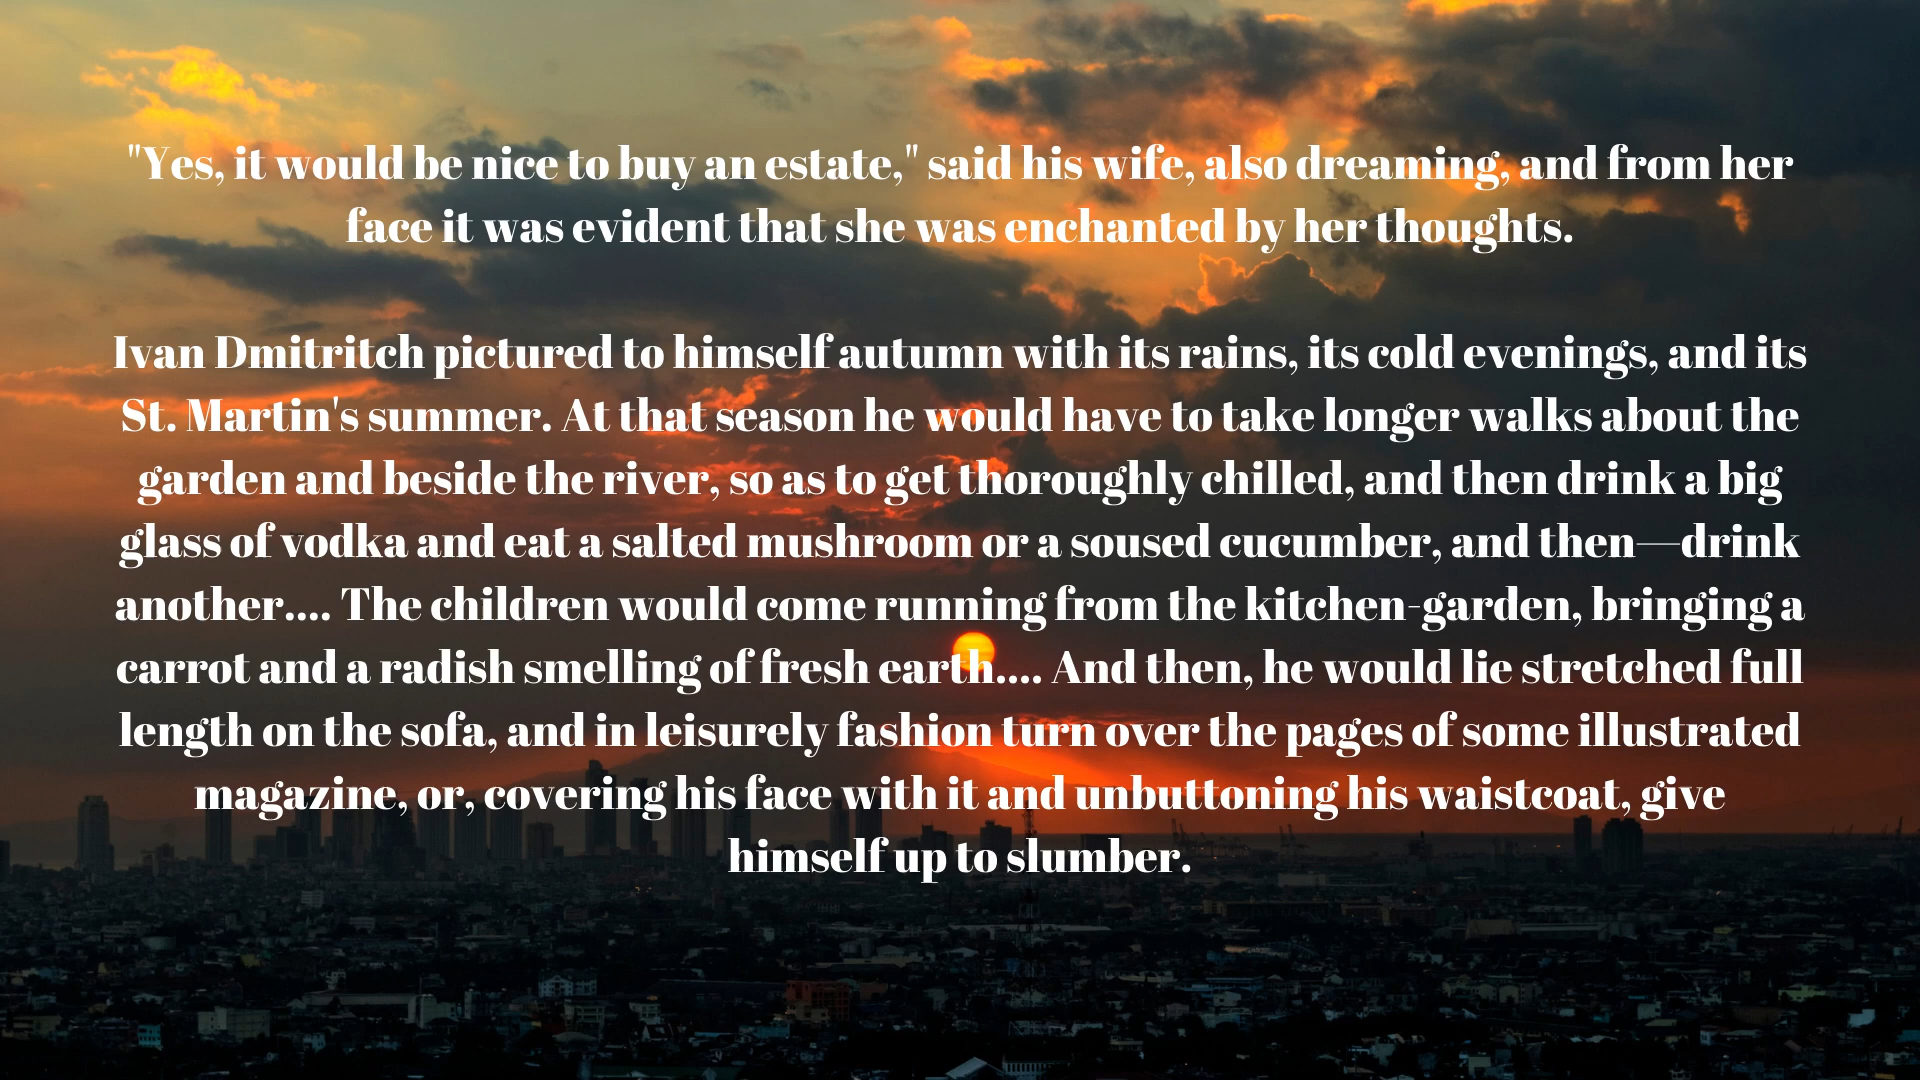 "Yes, it would be nice to buy an estate," said his wife, also dreaming, and from her
face it was evident that she was enchanted by her thoughts.
Ivan Dmitritch pictured to himself autumn with its rains, its cold evenings, and its
St. Martin's summer. At that season he would have to take longer walks about the
garden and beside the river, so as to get thoroughly chilled, and then drink a big
glass of vodka and eat a salted mushroom or a soused cucumber, and then—drink
another.... The children would come running from the kitchen-garden, bringing a
carrot and a radish smelling of fresh earth.... And then, he would lie stretched full
length on the sofa, and in leisurely fashion turn over the pages of some illustrated
magazine, or, covering his face with it and unbuttoning his waistcoat, give
himself up to slumber.